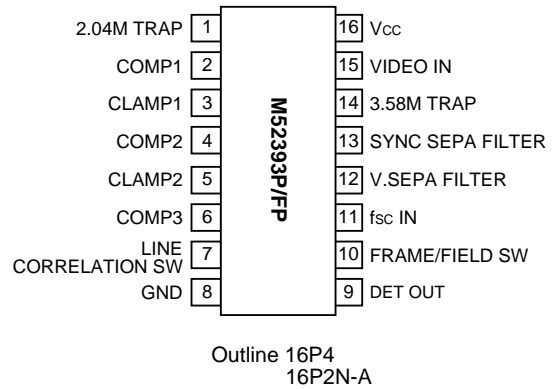 2.04M TRAP 1
COMP1 2
CLAMP1 3
COMP2 4
CLAMP2 5
COMP3 6
LINE
CORRELATION SW 7
GND 8
M52393P/FP
16 Vcc
15 VIDEO IN
14 3.58M TRAP
13 SYNC SEPA FILTER
12 V.SEPA FILTER
11 fsc IN
10 FRAME/FIELD SW
9 DET OUT
Outline 16P4
16P2N-A